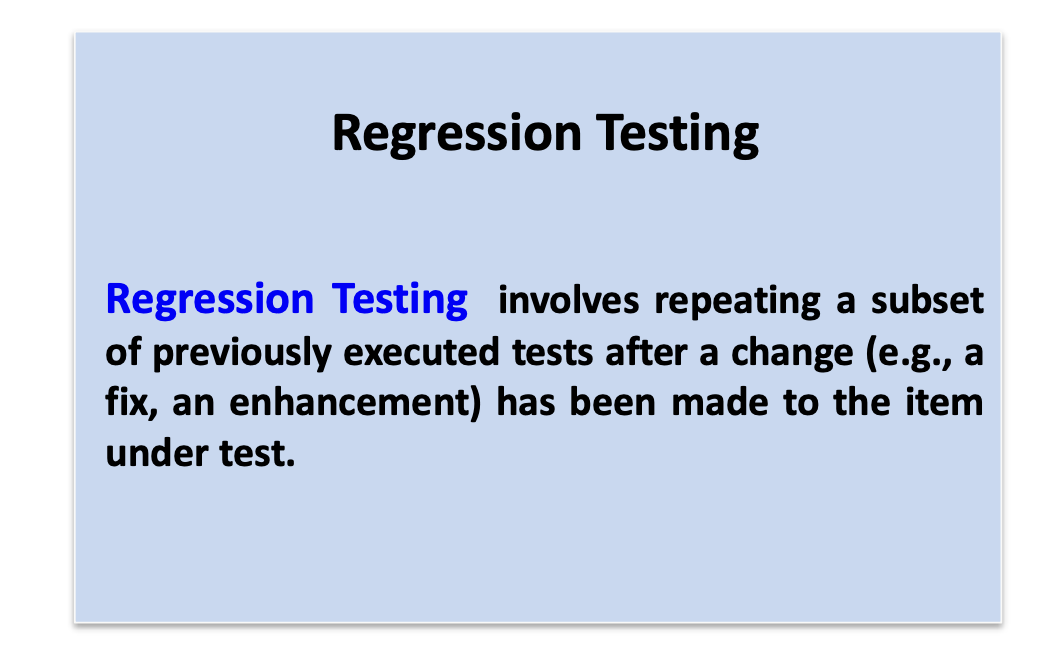 Regression Testing
Regression Testing involves repeating a subset
of previously executed tests after a change (e.g., a
fix, an enhancement) has been made to the item
under test.